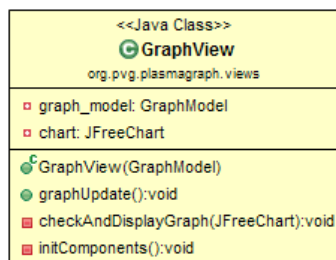 <<Java Class>>
GraphView
org.pvg.plasmagraph.views
graph_model: GraphModel
chart: JFreeChart
GraphView(GraphModel)
graphUpdate():void
checkAndDisplayGraph(JFreeChart):void
initComponents():void